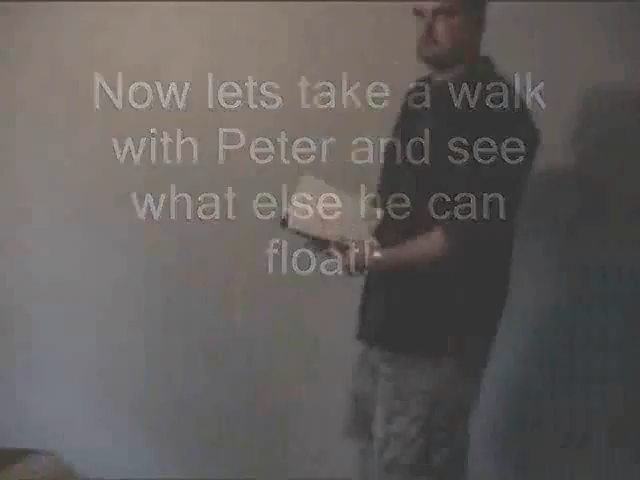 Now lets take a walk
with Peter and see
what else he can
float?